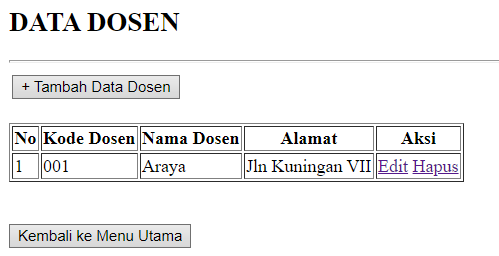 DATA DOSEN
+ Tambah Data Dosen
No Kode Dosen Nama Dosen Alamat Aksi
1 001 Araya Jln Kuningan VII Edit Hapus
Kembali ke Menu Utama